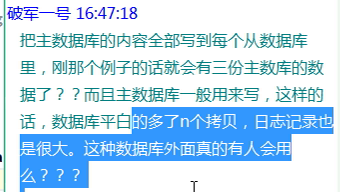 破军一号 16:47:18
把主数据库的内容全部写到每个从数据库
里，刚那个例子的话就会有三份主数库的数
据了？？而且主数据库一般用来写，这样的
话，数据库平白的多了n个拷贝，日志记录也
是很大。这种数据库外面真的有人会用
么？？？